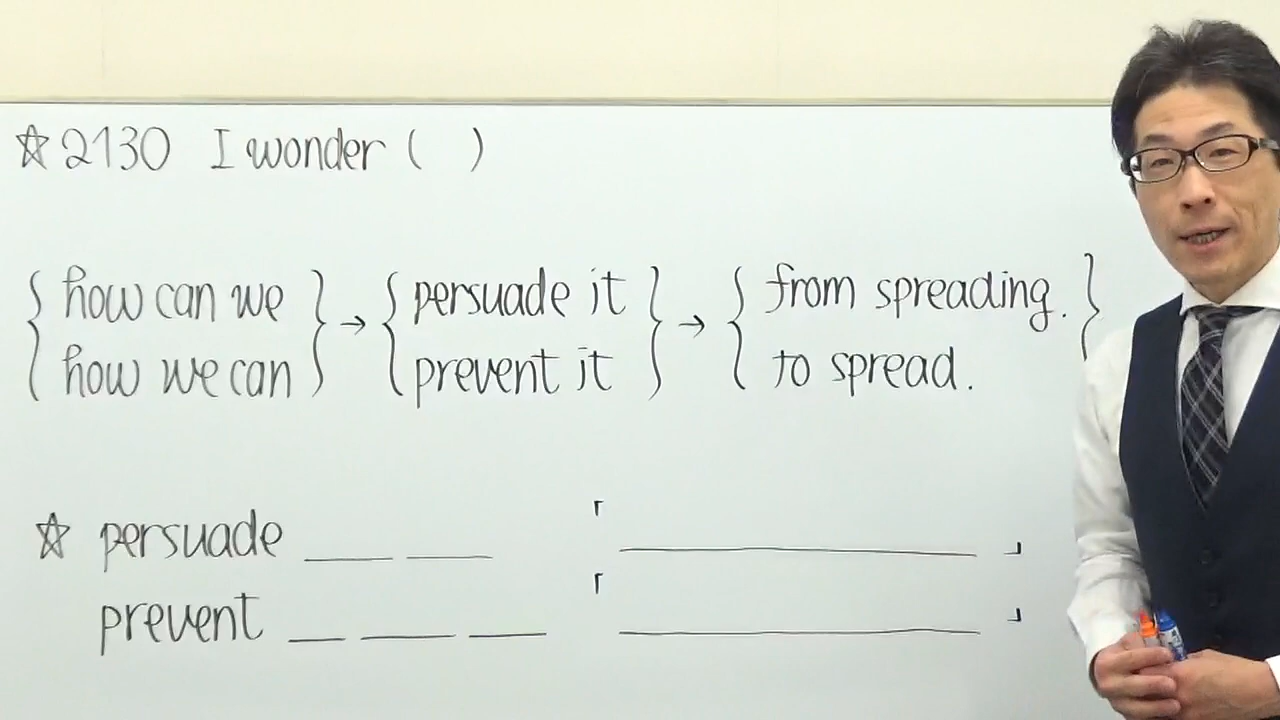 ☆2130 I wonder ( )
{ how can we } → { persuade it } → { from spreading. }
{ how we can } { prevent it } { to spread. }
☆ persuade ___ ___ 「 ___ 」
prevent ___ ___ ___ 「 ___ 」